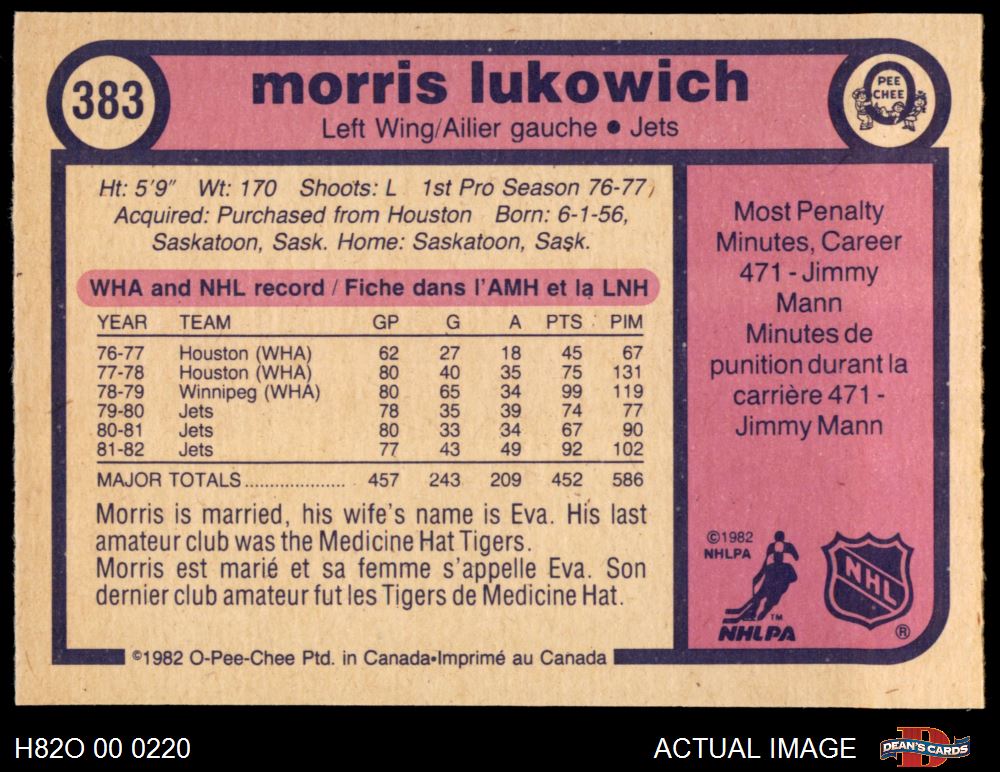 383
morris lukowich
PEE
CHEE
Left Wing/Ailier gauche ● Jets
Ht: 5'9" Wt: 170 Shoots: L 1st Pro Season 76-77,
Acquired: Purchased from Houston Born: 6-1-56,
Saskatoon, Sask. Home: Saskatoon, Sask.
WHA and NHL record / Fiche dans l'AMH et la LNH
YEAR TEAM GP G A PTS PIM
76-77 Houston (WHA) 62 27 18 45 67
77-78 Houston (WHA) 80 40 35 75 131
78-79 Winnipeg (WHA) 80 65 34 99 119
79-80 Jets 78 35 39 74 77
80-81 Jets 80 33 34 67 90
81-82 Jets 77 43 49 92 102
MAJOR TOTALS.................... 457 243 209 452 586
Morris is married, his wife's name is Eva. His last
amateur club was the Medicine Hat Tigers.
Morris est marié et sa femme s'appelle Eva. Son
dernier club amateur fut les Tigers de Medicine Hat.
©1982 O-Pee-Chee Ptd. in Canada•Imprimé au Canada
Most Penalty
Minutes, Career
471 - Jimmy
Mann
Minutes de
punition durant la
carrière 471 -
Jimmy Mann
©1982
NHLPA
TM
NHLPA
NHL
®
H82O 00 0220
ACTUAL IMAGE
D
DEAN'S CARDS